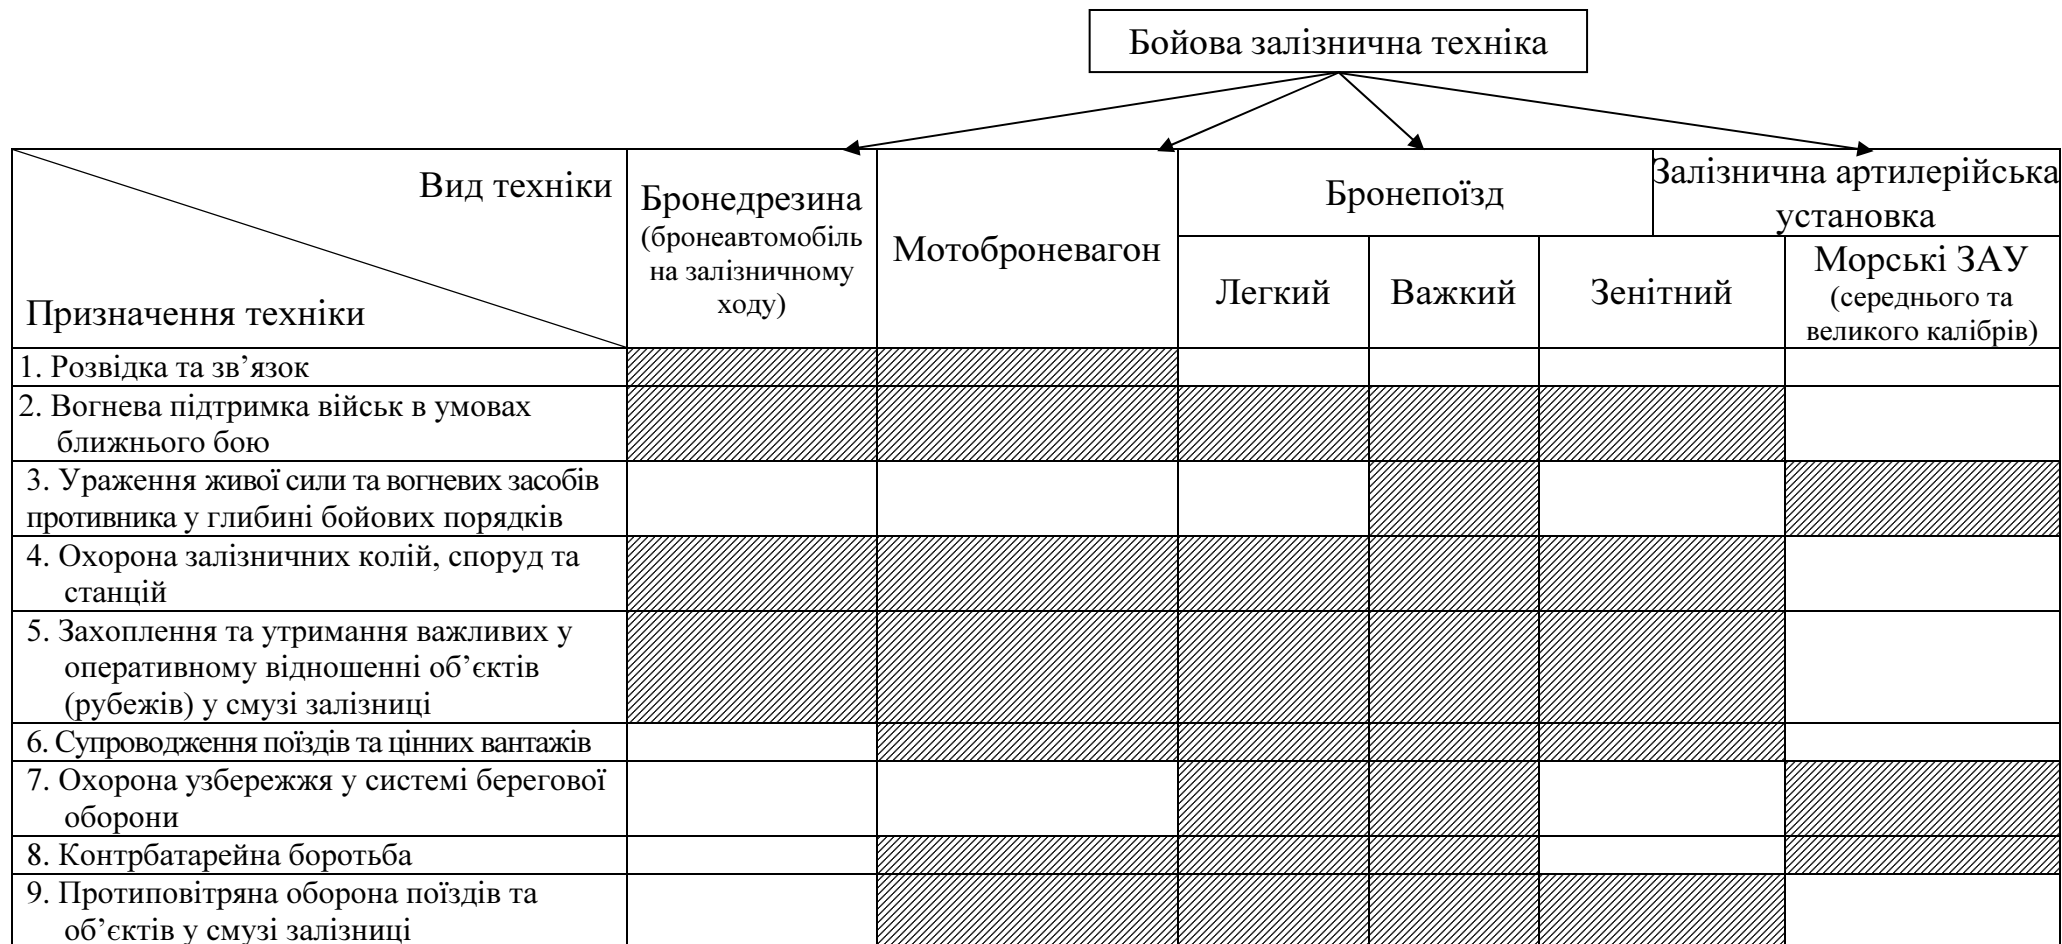 Бойова залізнична техніка
Вид техніки
Призначення техніки
Бронедрезина
(бронеавтомобіль
на залізничному
ходу)
Мотоброневагон
Бронепоїзд
Залізнична артилерійська
установка
Легкий
Важкий
Зенітний
Морські ЗАУ
(середнього та
великого калібрів)
1. Розвідка та зв’язок
2. Вогнева підтримка військ в умовах
ближнього бою
3. Ураження живої сили та вогневих засобів
противника у глибині бойових порядків
4. Охорона залізничних колій, споруд та
станцій
5. Захоплення та утримання важливих у
оперативному відношенні об’єктів
(рубежів) у смузі залізниці
6. Супроводження поїздів та цінних вантажів
7. Охорона узбережжя у системі берегової
оборони
8. Контрбатарейна боротьба
9. Протиповітряна оборона поїздів та
об’єктів у смузі залізниці